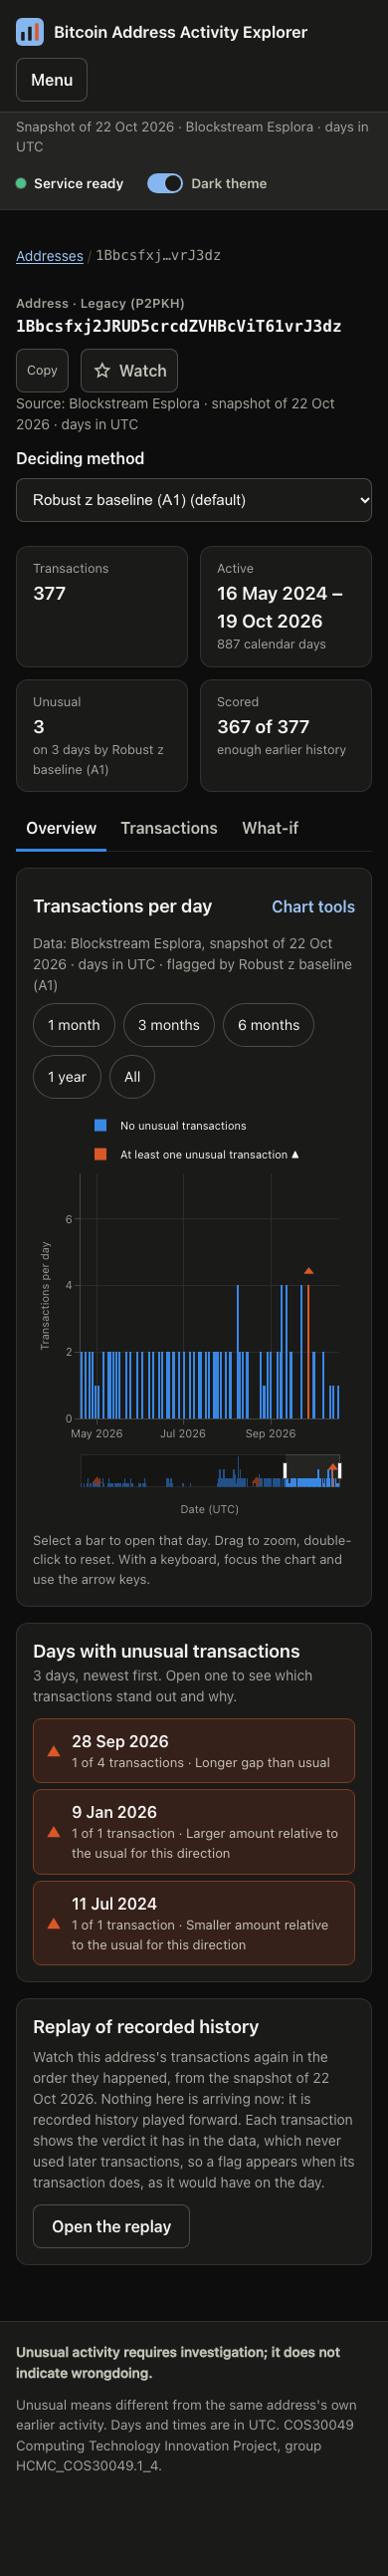 Bitcoin Address Activity Explorer
Menu
Snapshot of 22 Oct 2026 · Blockstream Esplora · days in
UTC
Service ready
Dark theme
Addresses / 1Bbcsfxj…vrJ3dz
Address · Legacy (P2PKH)
1Bbcsfxj2JRUD5crcdZVHBcViT61vrJ3dz
Copy
Watch
Source: Blockstream Esplora · snapshot of 22 Oct
2026 · days in UTC
Deciding method
Robust z baseline (A1) (default)
Transactions
377
Active
16 May 2024 –
19 Oct 2026
887 calendar days
Unusual
3
on 3 days by Robust z
baseline (A1)
Scored
367 of 377
enough earlier history
Overview
Transactions
What-if
Transactions per day
Chart tools
Data: Blockstream Esplora, snapshot of 22 Oct
2026 · days in UTC · flagged by Robust z baseline
(A1)
1 month
3 months
6 months
1 year
All
No unusual transactions
At least one unusual transaction ▲
Transactions per day
6
4
2
0
May 2026
Jul 2026
Sep 2026
Date (UTC)
Select a bar to open that day. Drag to zoom, double-
click to reset. With a keyboard, focus the chart and
use the arrow keys.
Days with unusual transactions
3 days, newest first. Open one to see which
transactions stand out and why.
28 Sep 2026
1 of 4 transactions · Longer gap than usual
9 Jan 2026
1 of 1 transaction · Larger amount relative to
the usual for this direction
11 Jul 2024
1 of 1 transaction · Smaller amount relative
to the usual for this direction
Replay of recorded history
Watch this address's transactions again in the
order they happened, from the snapshot of 22
Oct 2026. Nothing here is arriving now: it is
recorded history played forward. Each transaction
shows the verdict it has in the data, which never
used later transactions, so a flag appears when its
transaction does, as it would have on the day.
Open the replay
Unusual activity requires investigation; it does not
indicate wrongdoing.
Unusual means different from the same address's own
earlier activity. Days and times are in UTC. COS30049
Computing Technology Innovation Project, group
HCMC_COS30049.1_4.